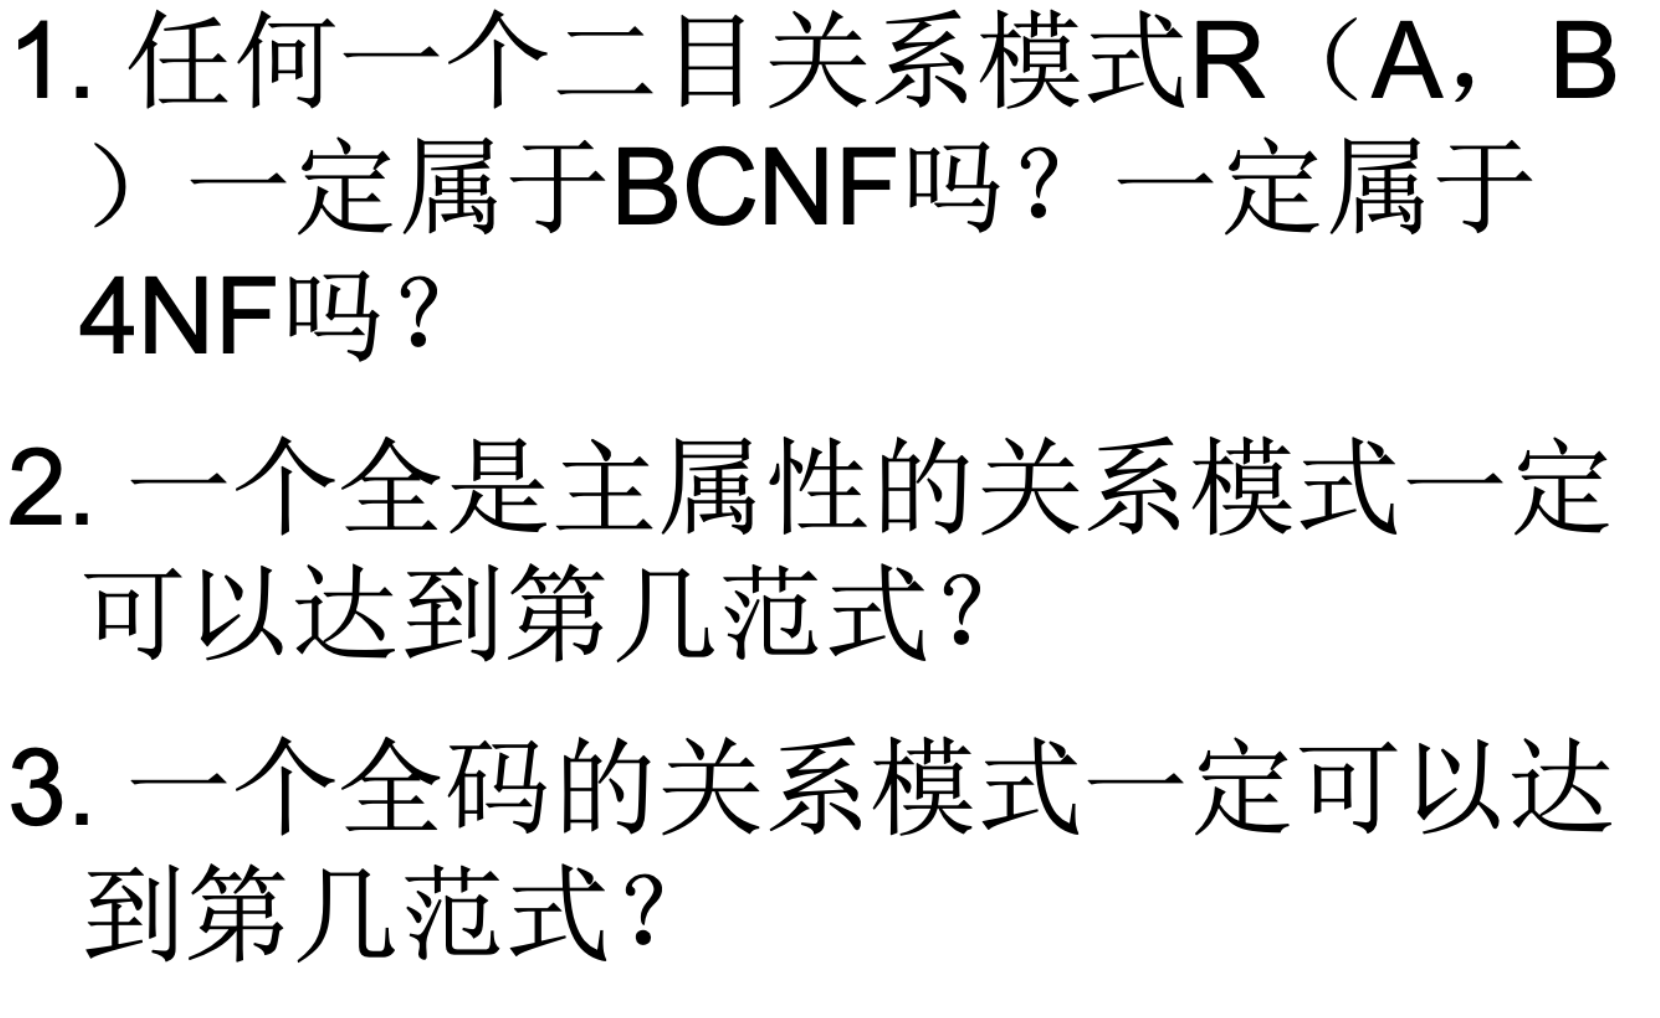 1. 任何一个二目关系模式R（A，B
）一定属于BCNF吗？一定属于
4NF吗？
2. 一个全是主属性的关系模式一定
可以达到第几范式？
3. 一个全码的关系模式一定可以达
到第几范式？